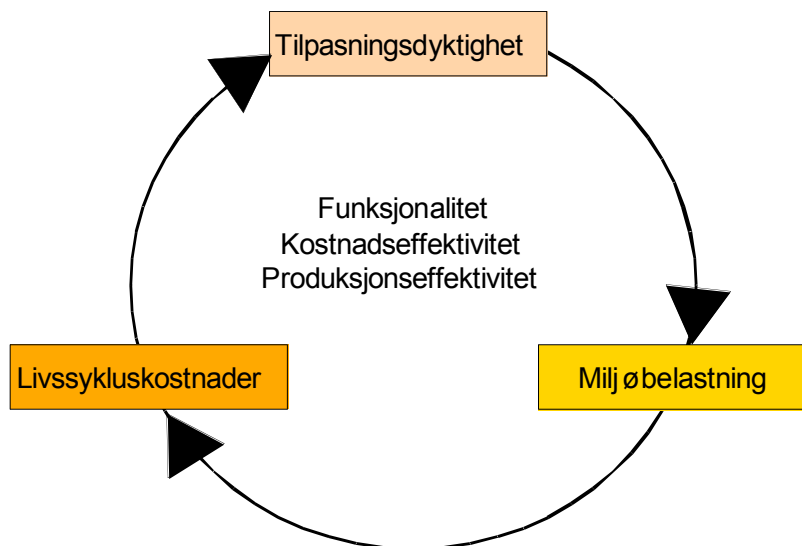 Tilpasningsdyktighet
Funksjonalitet
Kostnadseffektivitet
Produksjonseffektivitet
Livssykluskostnader
Miljøbelastning